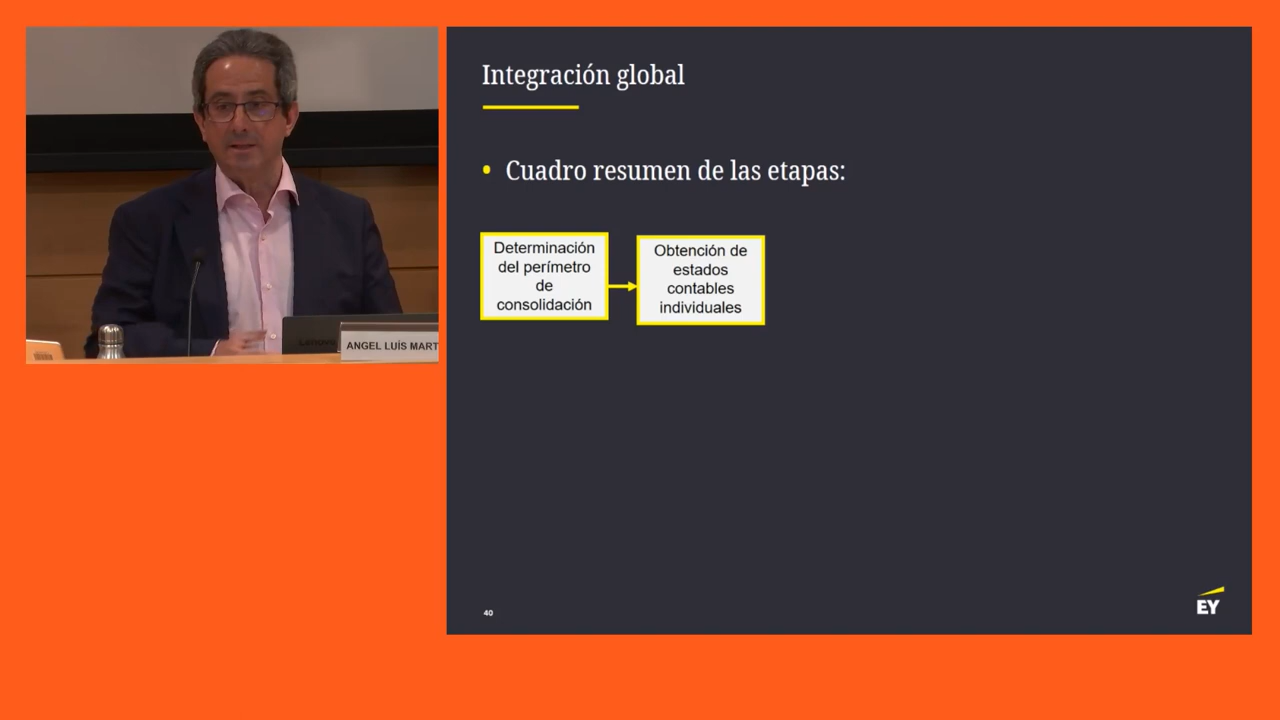 Integración global
• Cuadro resumen de las etapas:
Determinación
del perímetro
de
consolidación
Obtención de
estados
contables
individuales
Lenovo
ANGEL LUÍS MART
40
EY